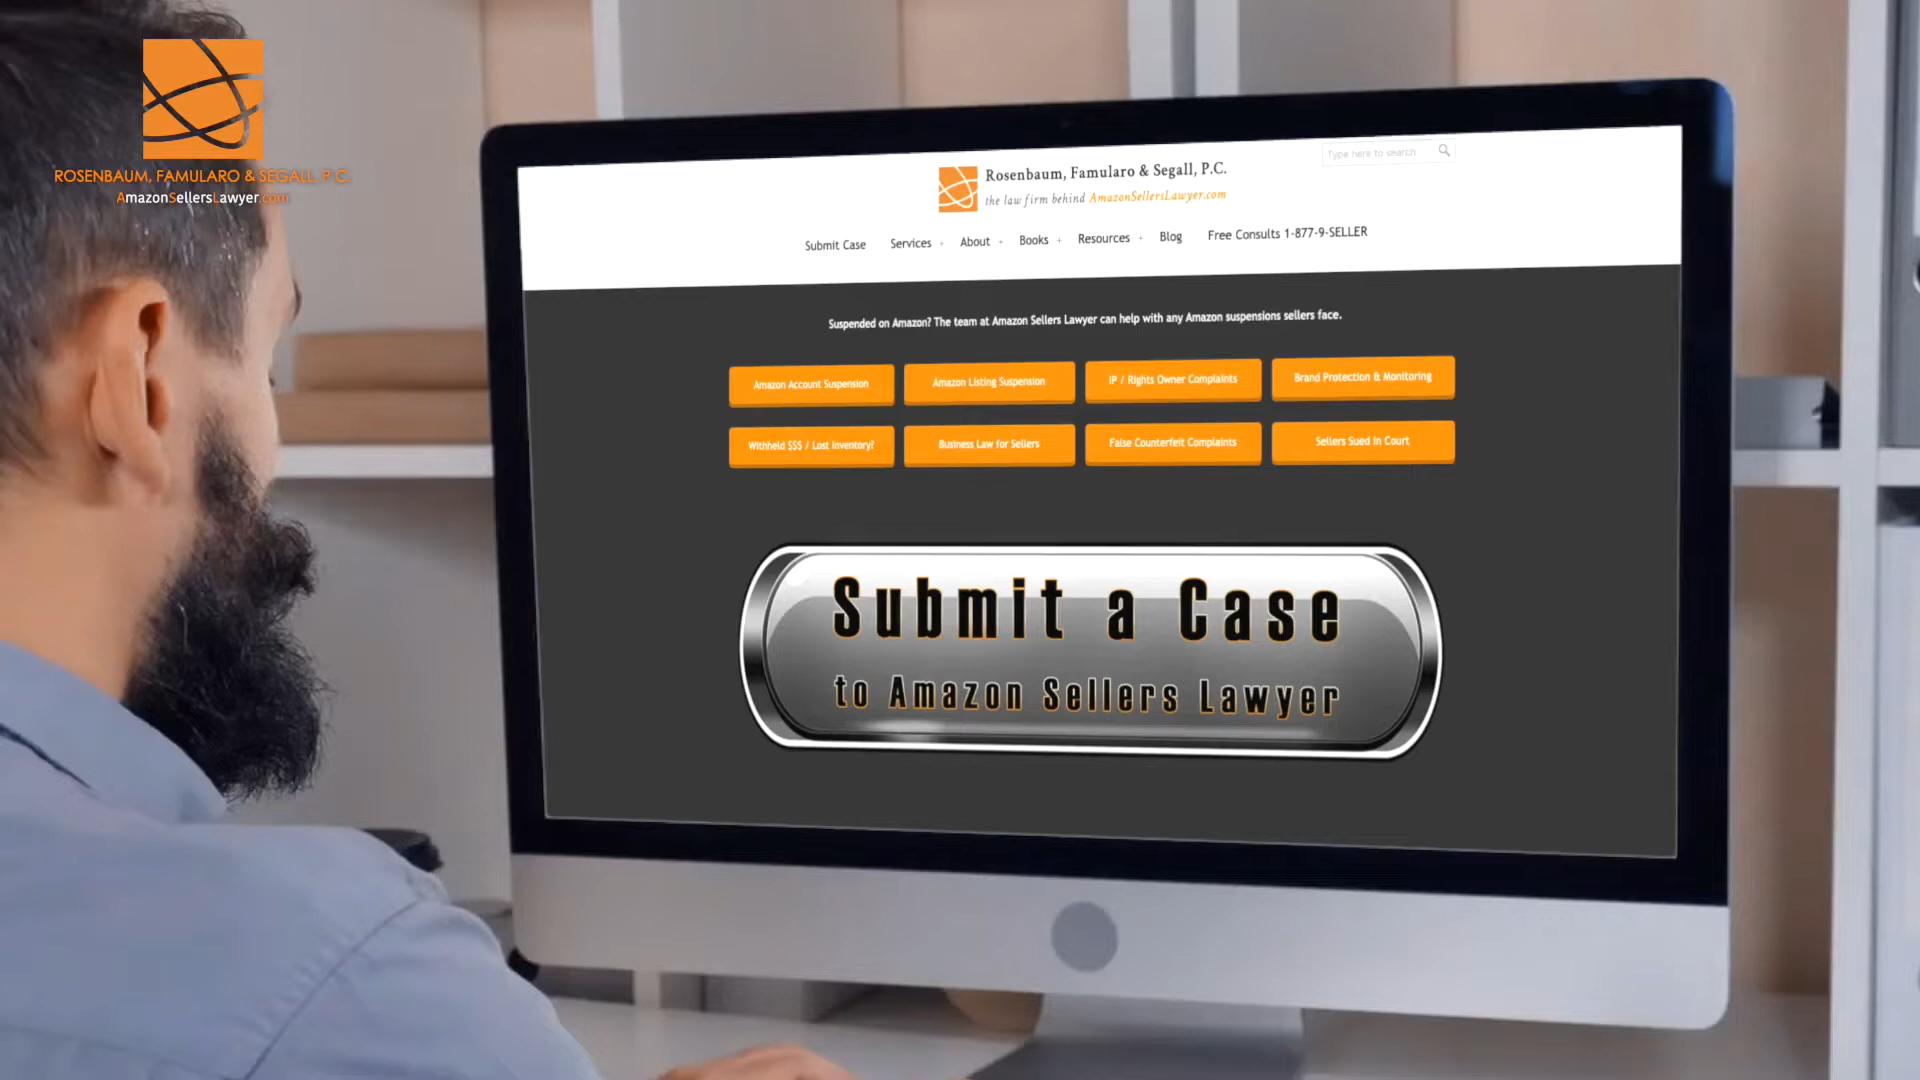 ROSENBAUM, FAMULARO & SEGALL, P.C.
AmazonSellersLawyer.com
Type here to search
Rosenbaum, Famularo & Segall, P.C.
the law firm behind AmazonSellersLawyer.com
Submit Case Services + About + Books + Resources + Blog Free Consults 1-877-9-SELLER
Suspended on Amazon? The team at Amazon Sellers Lawyer can help with any Amazon suspensions sellers face.
Amazon Account Suspension Amazon Listing Suspension IP / Rights Owner Complaints Brand Protection & Monitoring
Withheld $$$ / Lost Inventory? Business Law for Sellers False Counterfeit Complaints Sellers Sued in Court
Submit a Case
to Amazon Sellers Lawyer